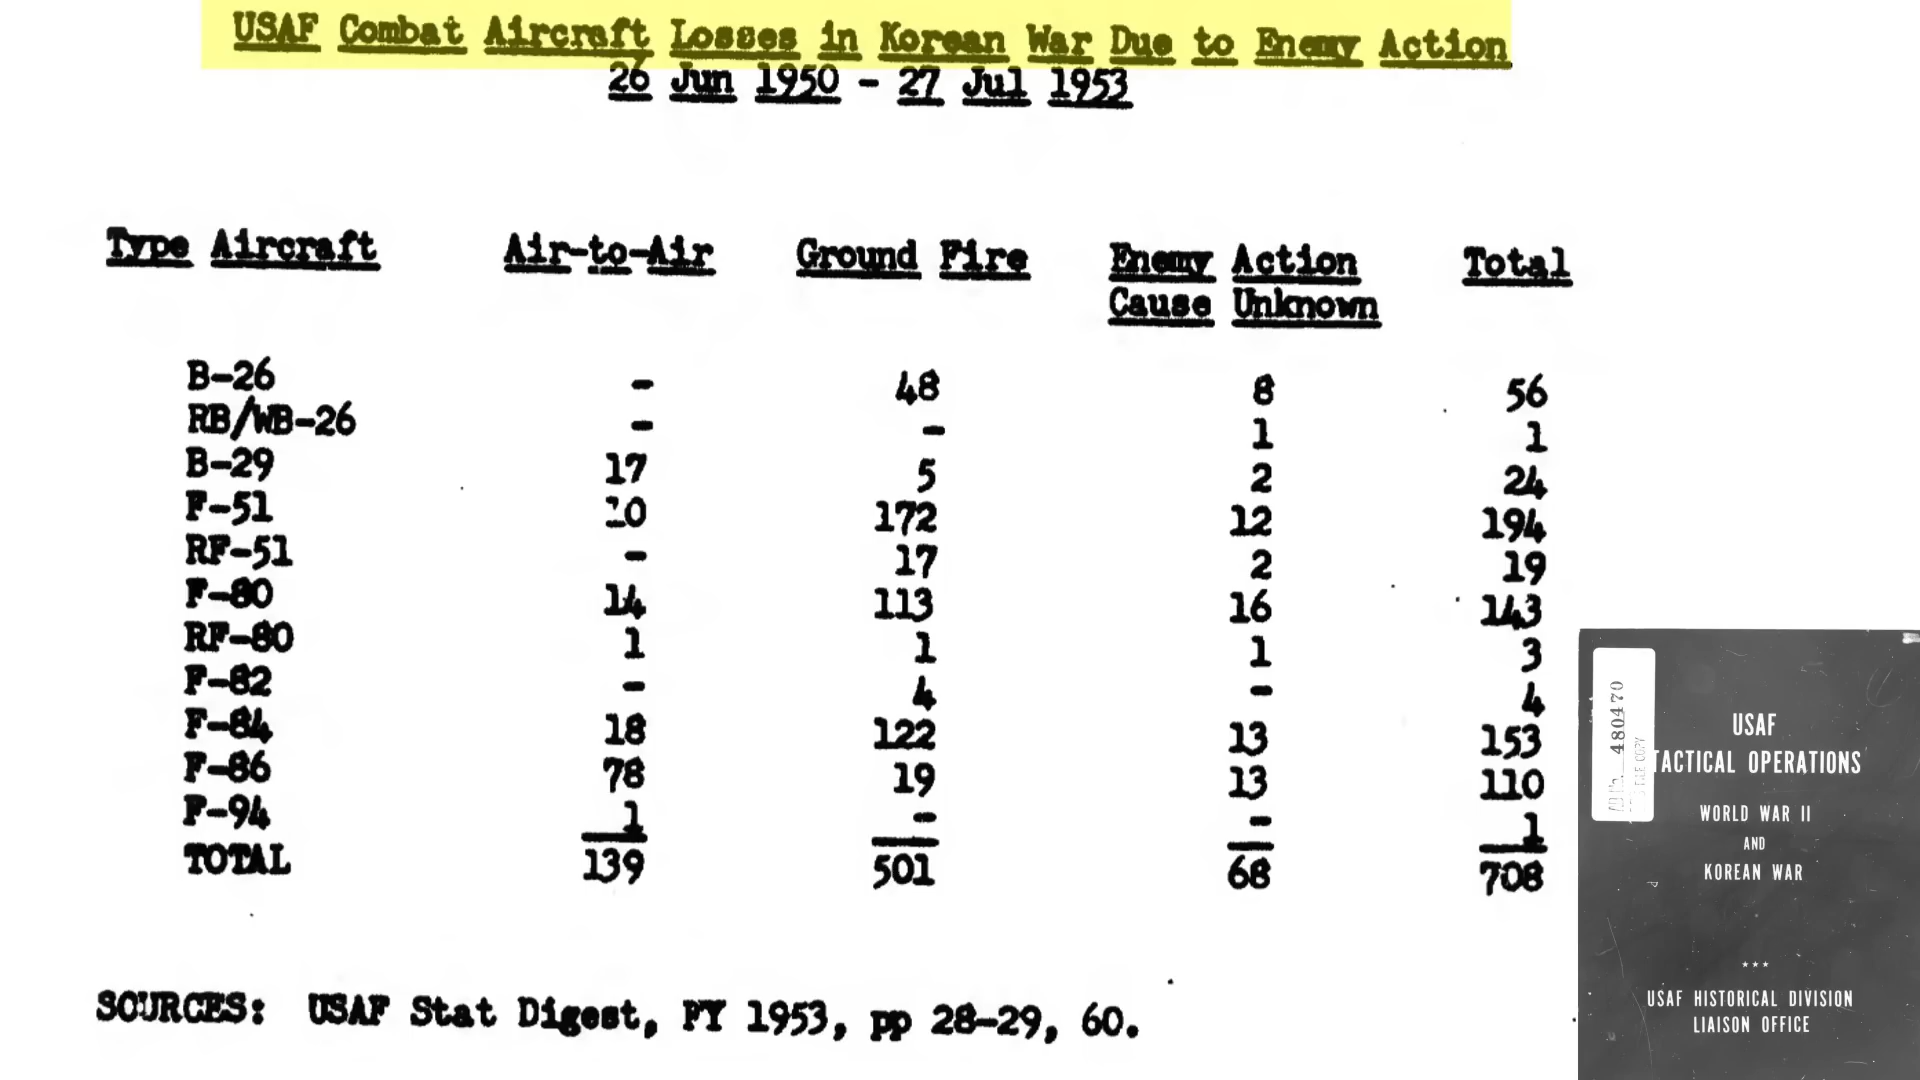 USAF Combat Aircraft Losses in Korean War Due to Enemy Action
26 Jun 1950 - 27 Jul 1953
Type Aircraft Air-to-Air Ground Fire Enemy Action Cause Unknown Total
B-26 - 48 8 56
RB/WB-26 - - 1 1
B-29 17 5 2 24
F-51 10 172 12 194
RF-51 - 17 2 19
F-80 14 113 16 143
RF-80 1 1 1 3
F-82 - 4 - 4
F-84 18 122 13 153
F-86 78 19 13 110
F-94 1 - - 1
TOTAL 139 501 68 708
SOURCES: USAF Stat Digest, FY 1953, pp 28-29, 60.
480470
FILE COPY
USAF
TACTICAL OPERATIONS
WORLD WAR II
AND
KOREAN WAR
★★★
USAF HISTORICAL DIVISION
LIAISON OFFICE